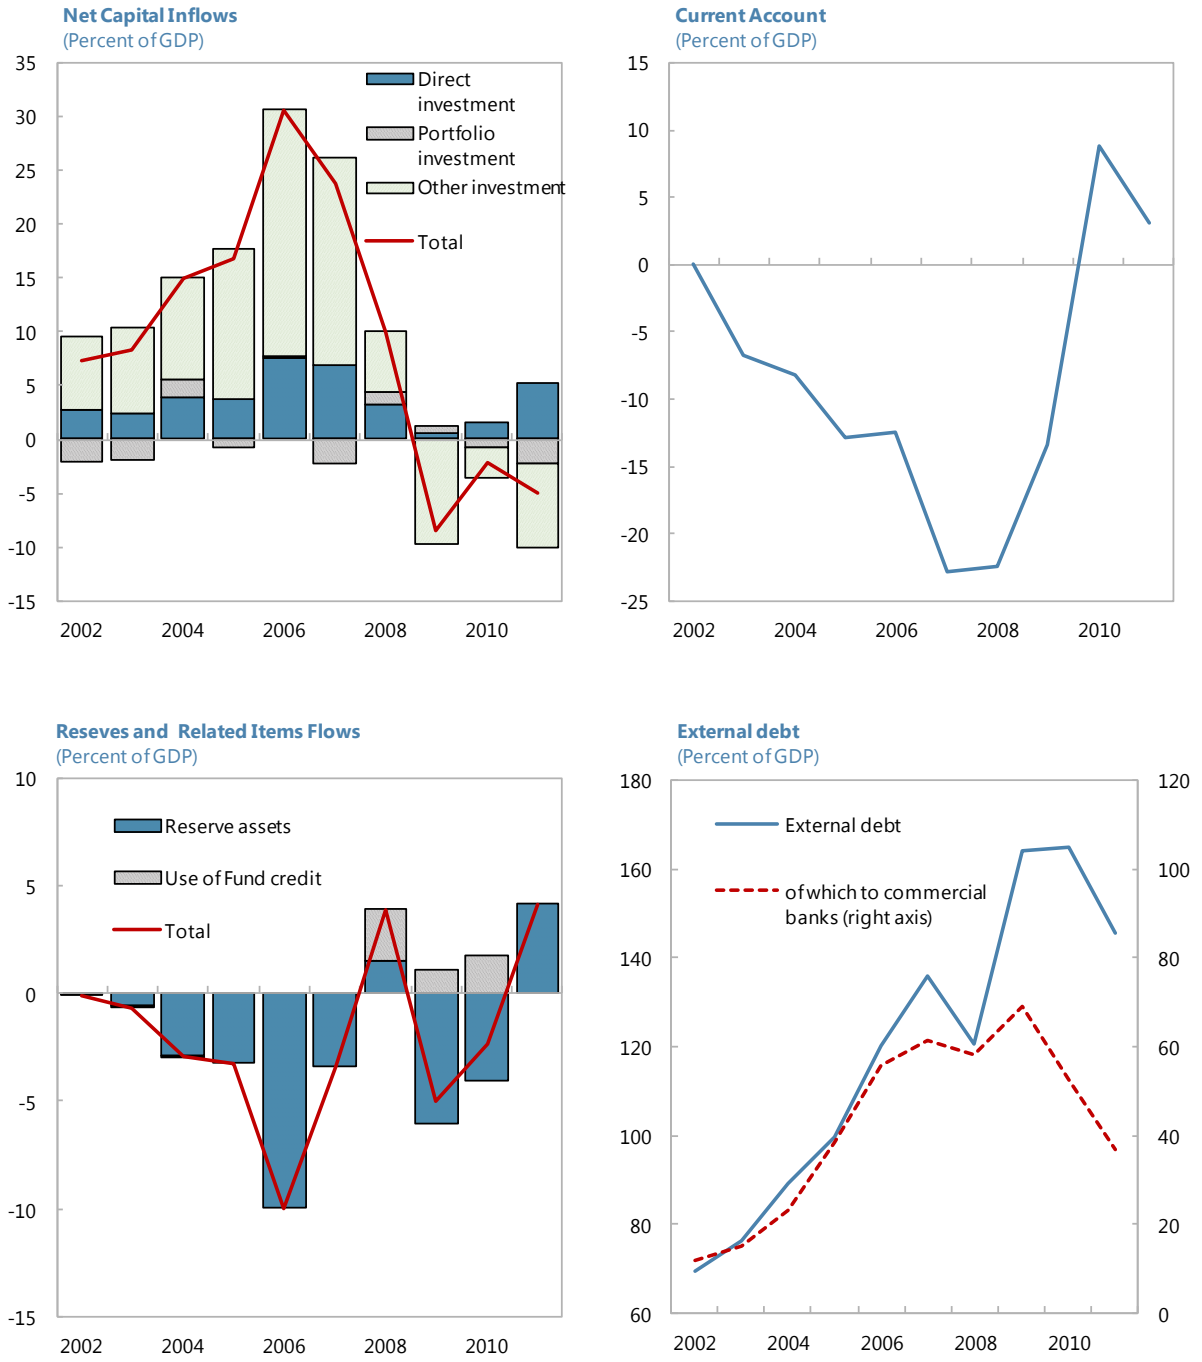 Net Capital Inflows
(Percent of GDP)
35
30
25
20
15
10
5
0
-5
-10
-15
Direct
investment
Portfolio
investment
Other investment
Total
2002 2004 2006 2008 2010
Current Account
(Percent of GDP)
15
10
5
0
-5
-10
-15
-20
-25
2002 2004 2006 2008 2010
Reseves and Related Items Flows
(Percent of GDP)
10
5
0
-5
-10
-15
Reserve assets
Use of Fund credit
Total
2002 2004 2006 2008 2010
External debt
(Percent of GDP)
180
160
140
120
100
80
60
External debt
of which to commercial
banks (right axis)
120
100
80
60
40
20
0
2002 2004 2006 2008 2010